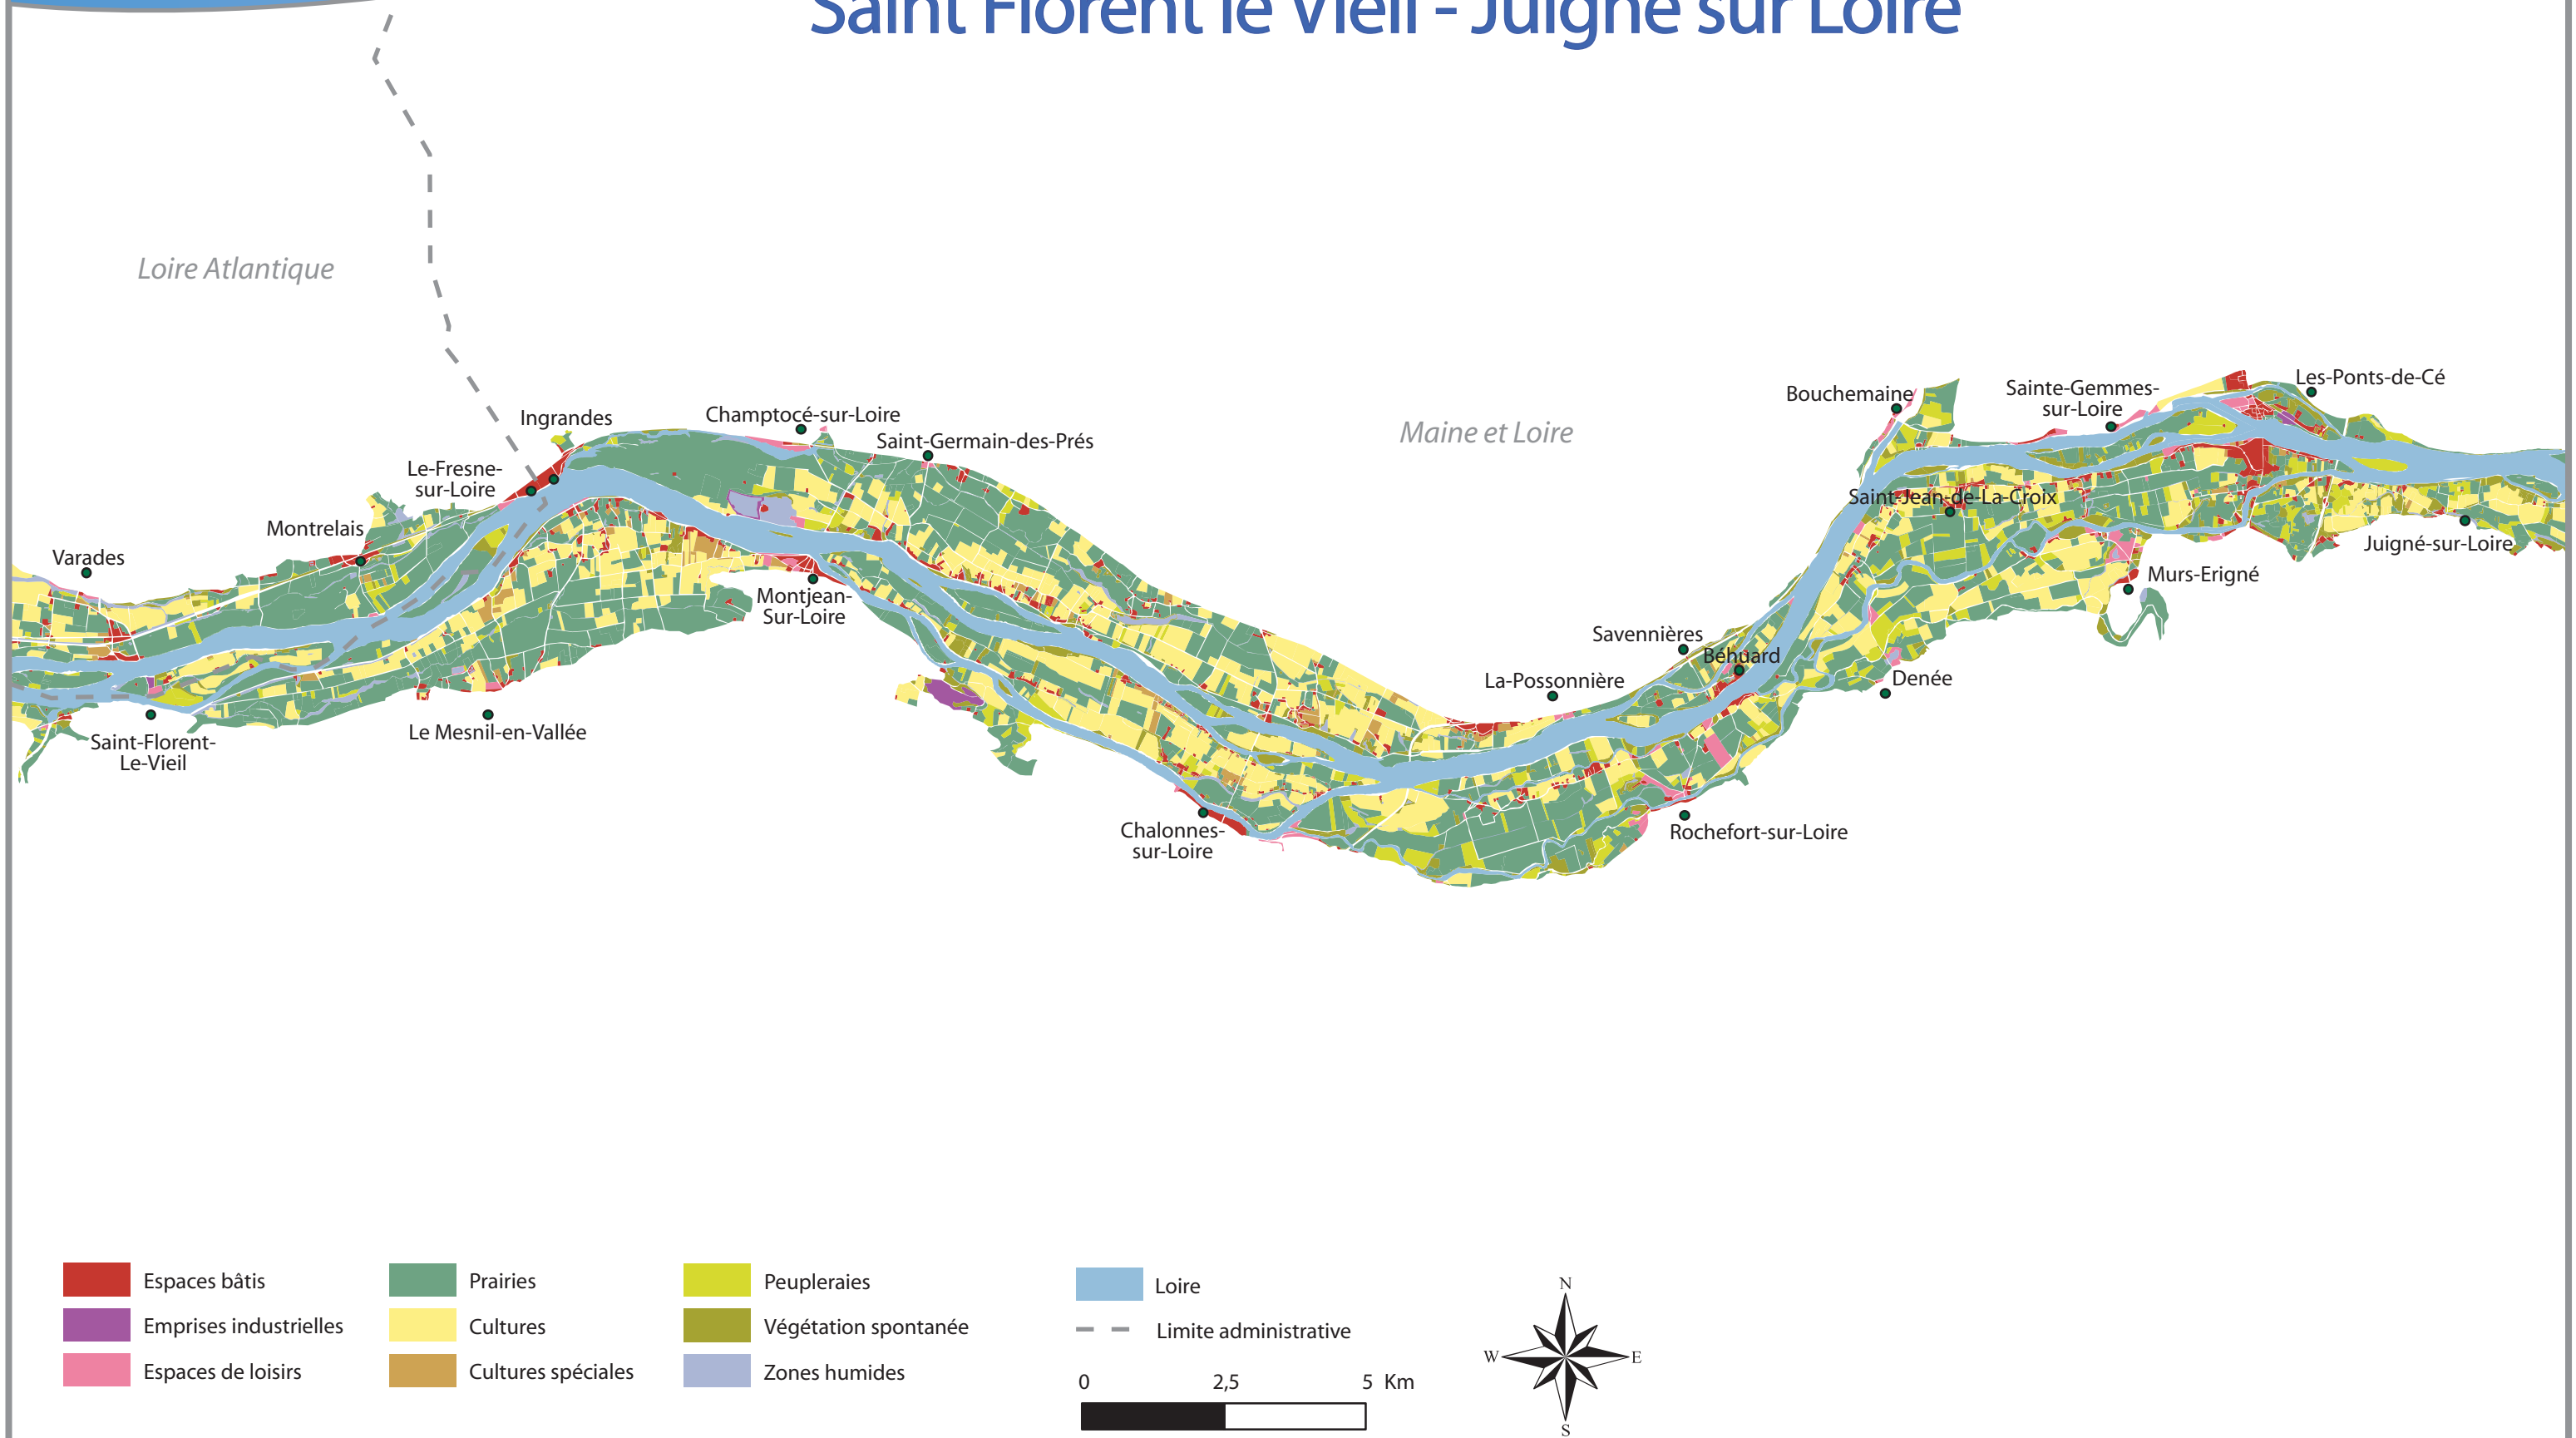 Saint Florent le Vieil - Juigné sur Loire
Loire Atlantique
Maine et Loire
Les-Ponts-de-Cé
Bouchemaine
Sainte-Gemmes-
sur-Loire
Ingrandes
Champtocé-sur-Loire
Saint-Germain-des-Prés
Le-Fresne-
sur-Loire
Saint-Jean-de-La-Croix
Montrelais
Juigné-sur-Loire
Varades
Murs-Erigné
Montjean-
Sur-Loire
Savennières
Béhuard
La-Possonnière
Denée
Le Mesnil-en-Vallée
Saint-Florent-
Le-Vieil
Chalonnes-
sur-Loire
Rochefort-sur-Loire
Espaces bâtis
Emprises industrielles
Espaces de loisirs
Prairies
Cultures
Cultures spéciales
Peupleraies
Végétation spontanée
Zones humides
Loire
Limite administrative
0 2,5 5 Km
N
W E
S